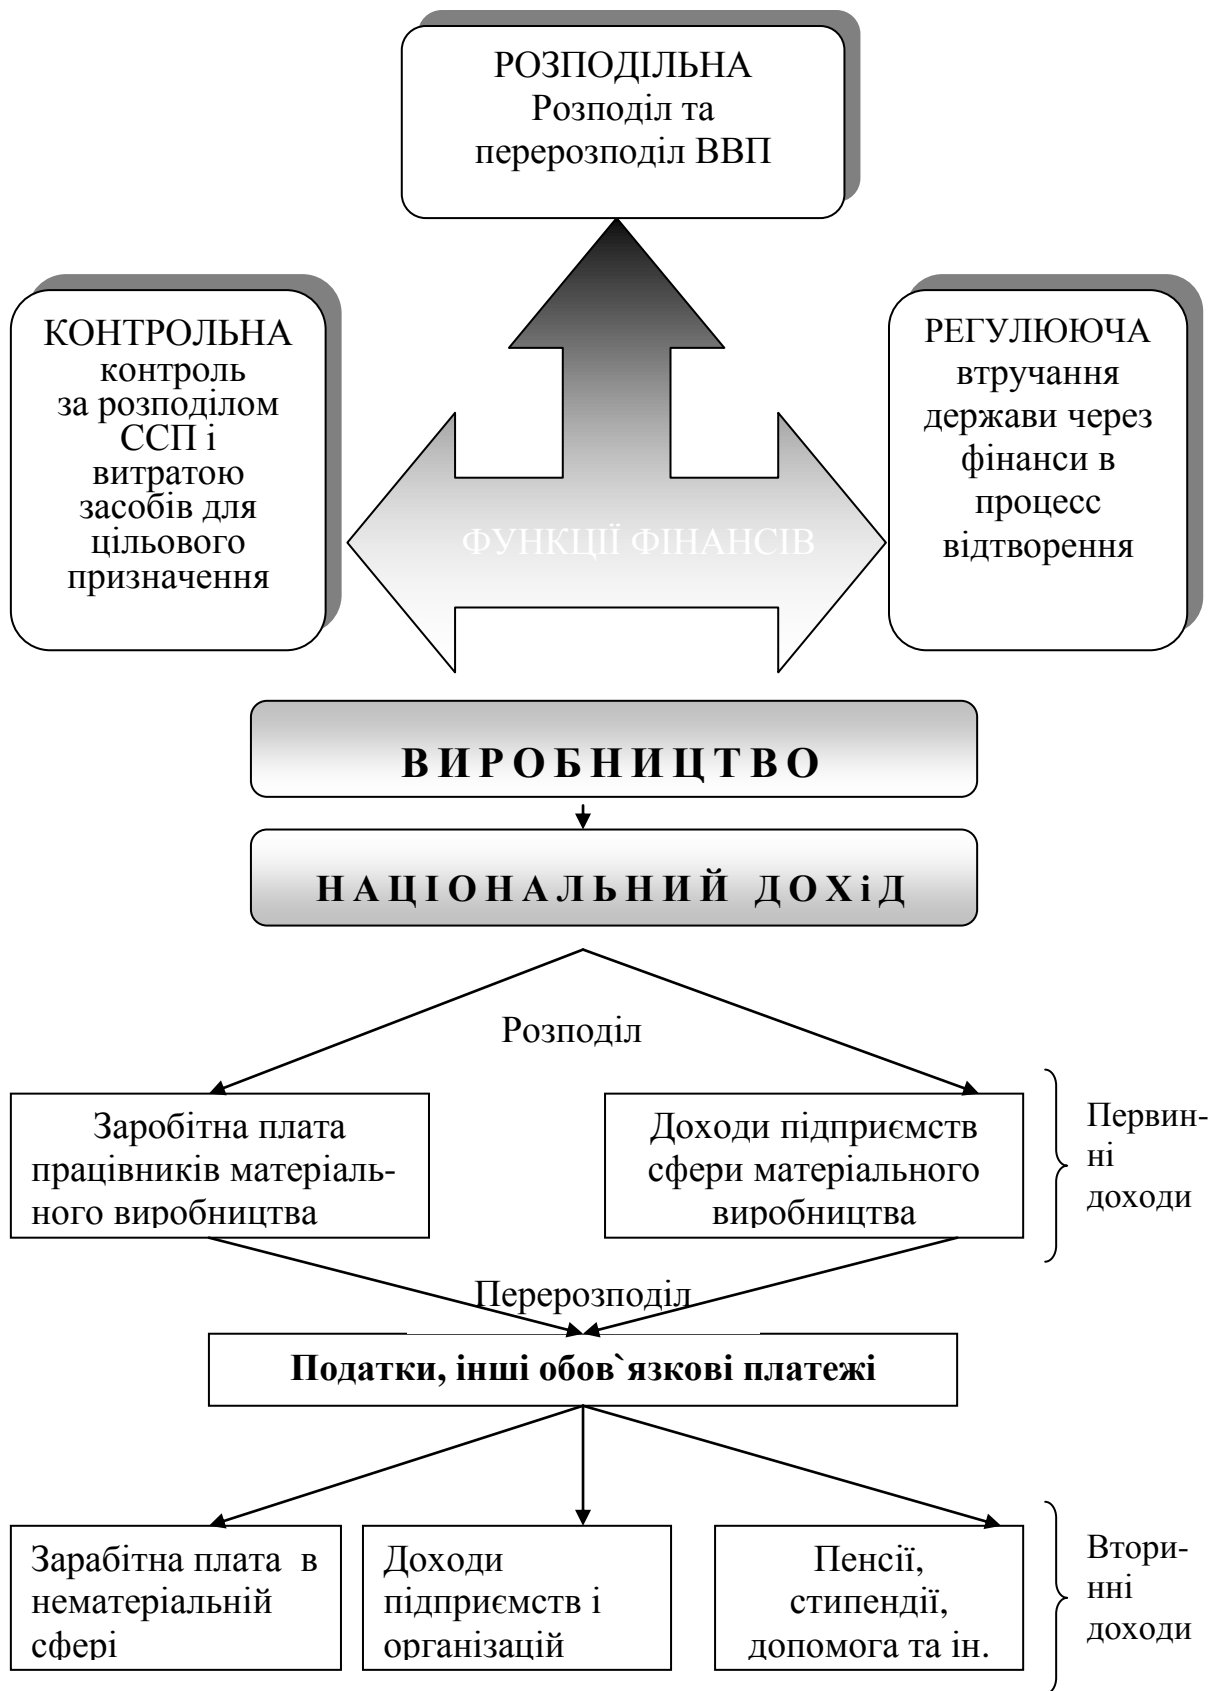 РОЗПОДІЛЬНА
Розподіл та
перерозподіл ВВП
КОНТРОЛЬНА
контроль
за розподілом
ССП і
витратою
засобів для
цільового
призначення
РЕГУЛЮЮЧА
втручання
держави через
фінанси в
процесс
відтворення
ФУНКЦІЇ ФІНАНСІВ
ВИРОБНИЦТВО
НАЦІОНАЛЬНИЙ ДОХіД
Розподіл
Заробітна плата
працівників матеріаль-
ного виробництва
Доходи підприємств
сфери матеріального
виробництва
Первин-
ні
доходи
Перерозподіл
Податки, інші обов`язкові платежі
Зарабітна плата в
нематеріальній
сфері
Доходи
підприємств і
організацій
Пенсії,
стипендії,
допомога та ін.
Втори-
нні
доходи